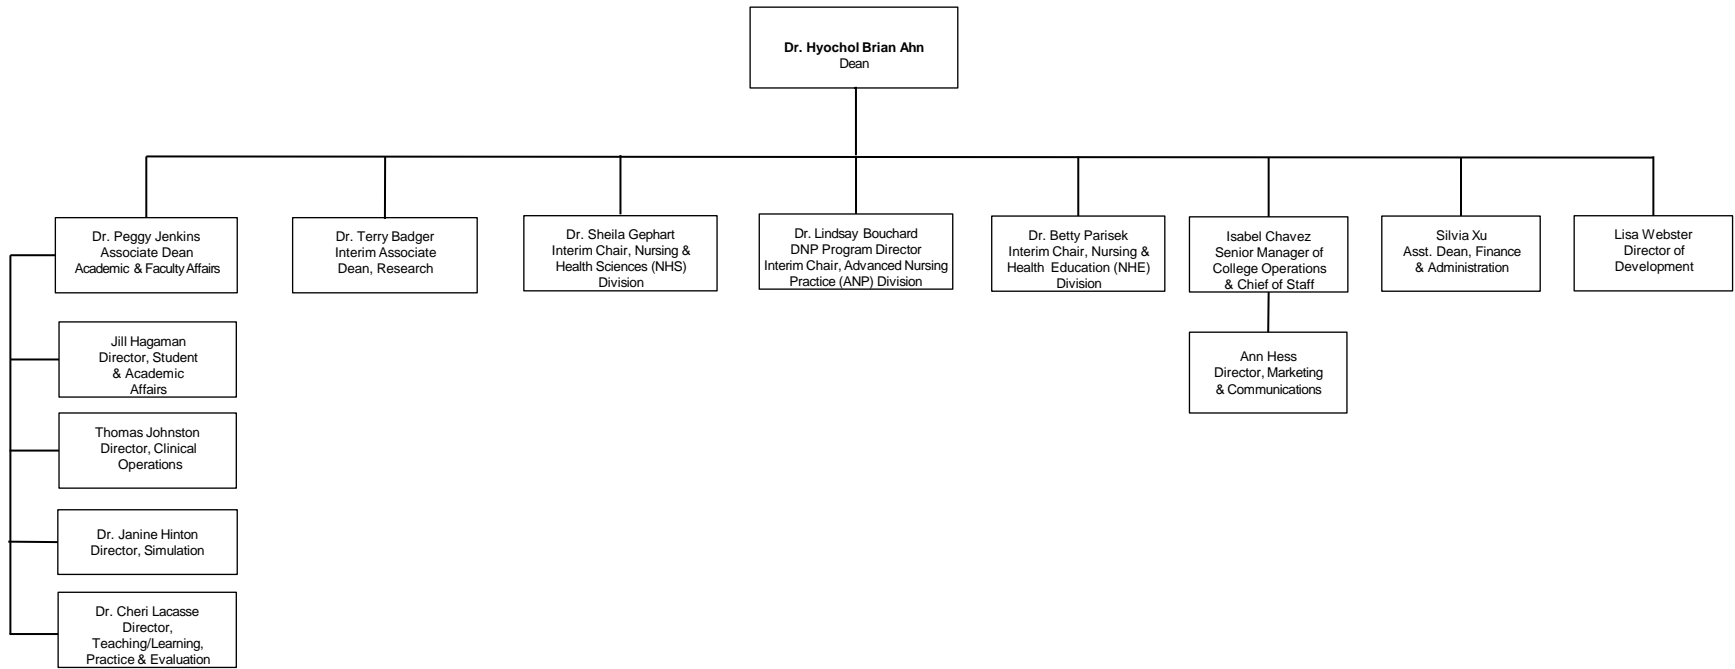 Dr. Hyochol Brian Ahn
Dean
Dr. Peggy Jenkins
Associate Dean
Academic & Faculty Affairs
Dr. Terry Badger
Interim Associate
Dean, Research
Dr. Sheila Gephart
Interim Chair, Nursing &
Health Sciences (NHS)
Division
Dr. Lindsay Bouchard
DNP Program Director
Interim Chair, Advanced Nursing
Practice (ANP) Division
Dr. Betty Parisek
Interim Chair, Nursing &
Health Education (NHE)
Division
Isabel Chavez
Senior Manager of
College Operations
& Chief of Staff
Silvia Xu
Asst. Dean, Finance
& Administration
Lisa Webster
Director of
Development
Jill Hagaman
Director, Student
& Academic
Affairs
Ann Hess
Director, Marketing
& Communications
Thomas Johnston
Director, Clinical
Operations
Dr. Janine Hinton
Director, Simulation
Dr. Cheri Lacasse
Director,
Teaching/Learning,
Practice & Evaluation